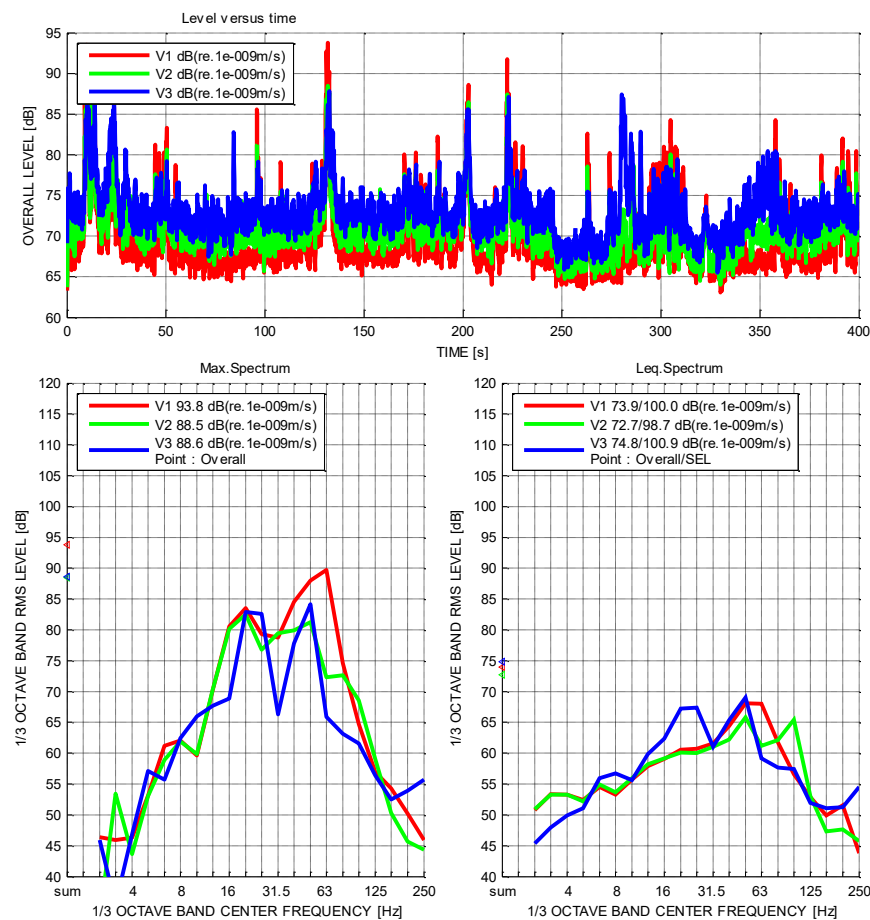 Level versus time
95
90
85
80
75
70
65
60
OVERALL LEVEL [dB]
V1 dB(re.1e-009m/s)
V2 dB(re.1e-009m/s)
V3 dB(re.1e-009m/s)
0 50 100 150 200 250 300 350 400
TIME [s]
Max.Spectrum
120
115
110
105
100
95
90
85
80
75
70
65
60
55
50
45
40
1/3 OCTAVE BAND RMS LEVEL [dB]
V1 93.8 dB(re.1e-009m/s)
V2 88.5 dB(re.1e-009m/s)
V3 88.6 dB(re.1e-009m/s)
Point : Overall
sum 4 8 16 31.5 63 125 250
1/3 OCTAVE BAND CENTER FREQUENCY [Hz]
Leq.Spectrum
120
115
110
105
100
95
90
85
80
75
70
65
60
55
50
45
40
1/3 OCTAVE BAND RMS LEVEL [dB]
V1 73.9/100.0 dB(re.1e-009m/s)
V2 72.7/98.7 dB(re.1e-009m/s)
V3 74.8/100.9 dB(re.1e-009m/s)
Point : Overall/SEL
sum 4 8 16 31.5 63 125 250
1/3 OCTAVE BAND CENTER FREQUENCY [Hz]